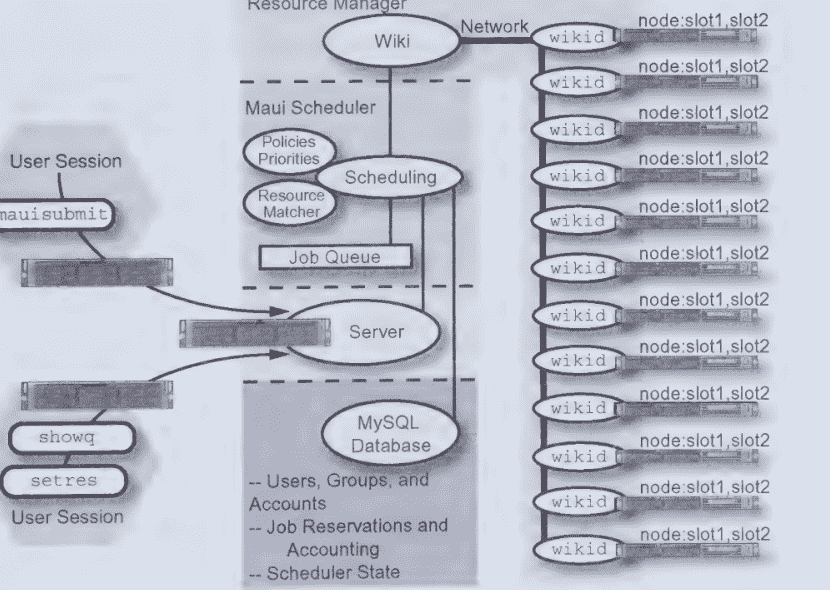 Resource Manager
Wiki
Network
Maui Scheduler
Policies
Priorities
Scheduling
Resource
Matcher
Job Queue
User Session
mauisubmit
Server
showq
setres
User Session
MySQL
Database
-- Users, Groups, and
Accounts
-- Job Reservations and
Accounting
-- Scheduler State
wikid
node:slot1,slot2
wikid
node:slot1,slot2
wikid
node:slot1,slot2
wikid
node:slot1,slot2
wikid
node:slot1,slot2
wikid
node:slot1,slot2
wikid
node:slot1,slot2
wikid
node:slot1,slot2
wikid
node:slot1,slot2
wikid
node:slot1,slot2
wikid
node:slot1,slot2
wikid
node:slot1,slot2